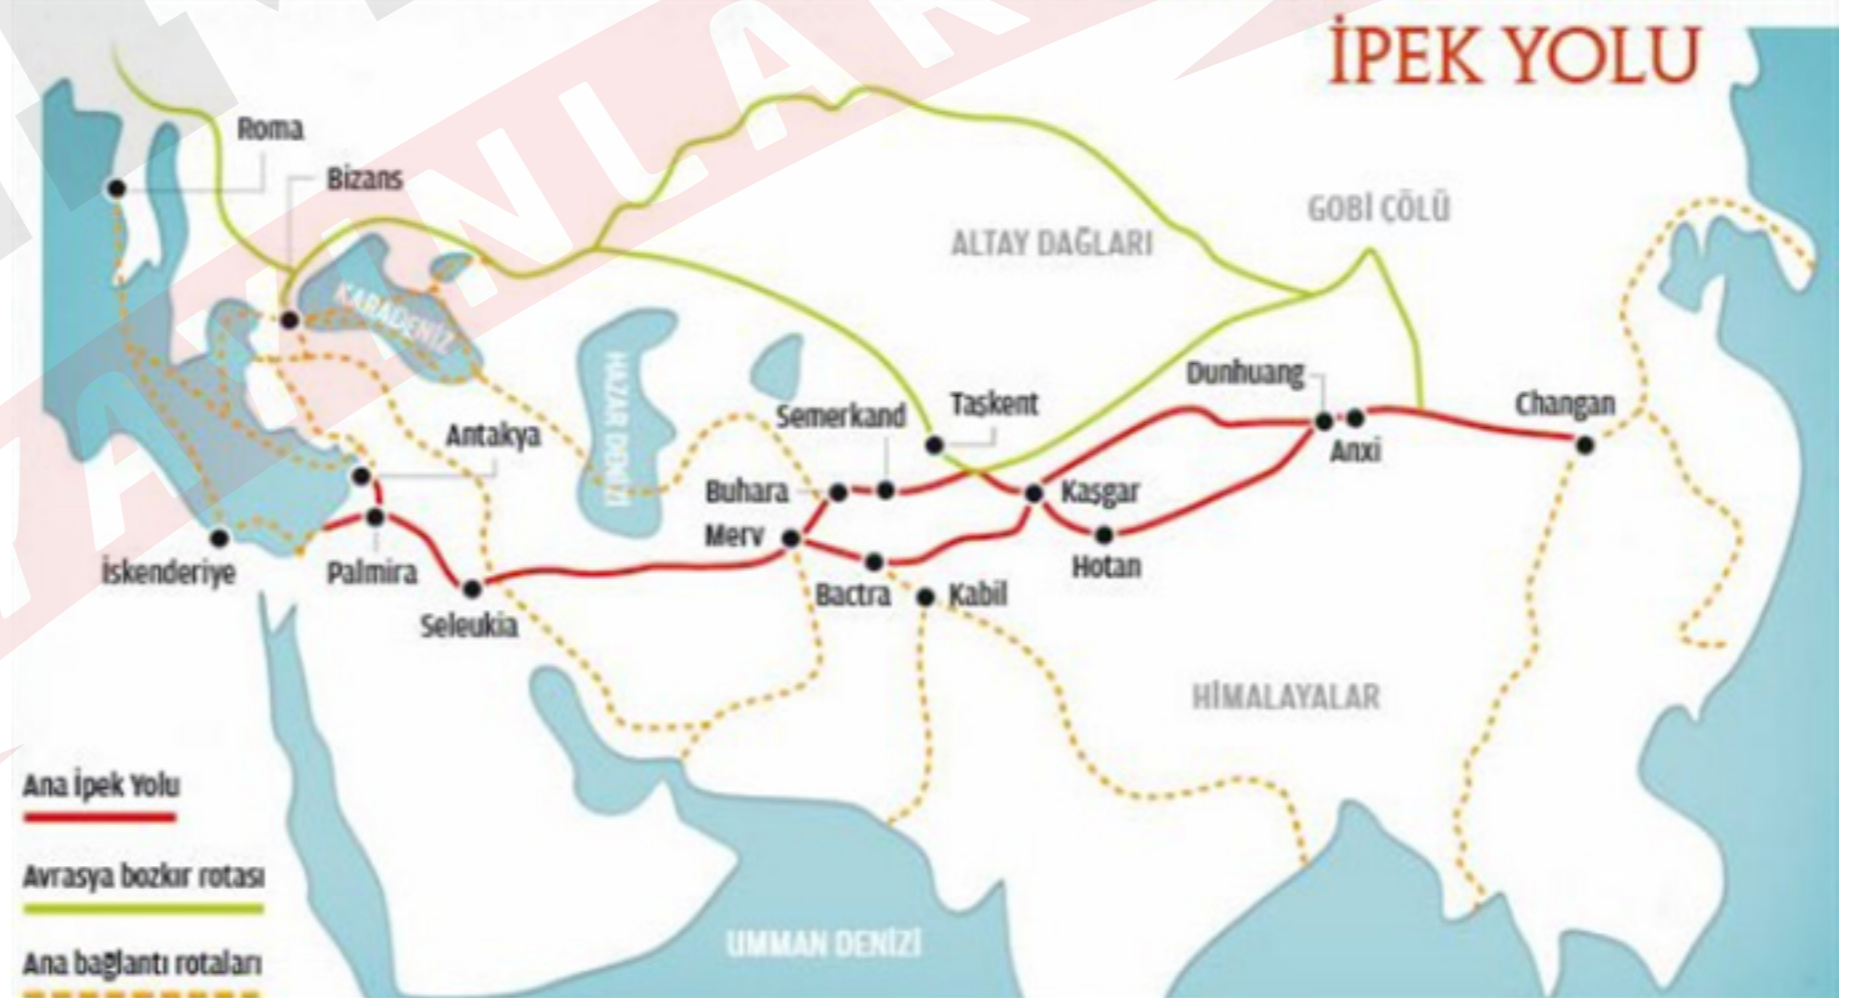 İPEK YOLU
Roma
Bizans
GOBİ ÇÖLÜ
ALTAY DAĞLARI
KARADENİZ
HAZAR DENİZİ
Dunhuang
Semerkand
Taşkent
Changan
Antakya
Anxi
Buhara
Kaşgar
Merv
İskenderiye
Palmira
Hotan
Bactra
Kabil
Seleukia
HİMALAYALAR
Ana İpek Yolu
Avrasya bozkır rotası
UMMAN DENİZİ
Ana bağlantı rotaları
YAYINLAR